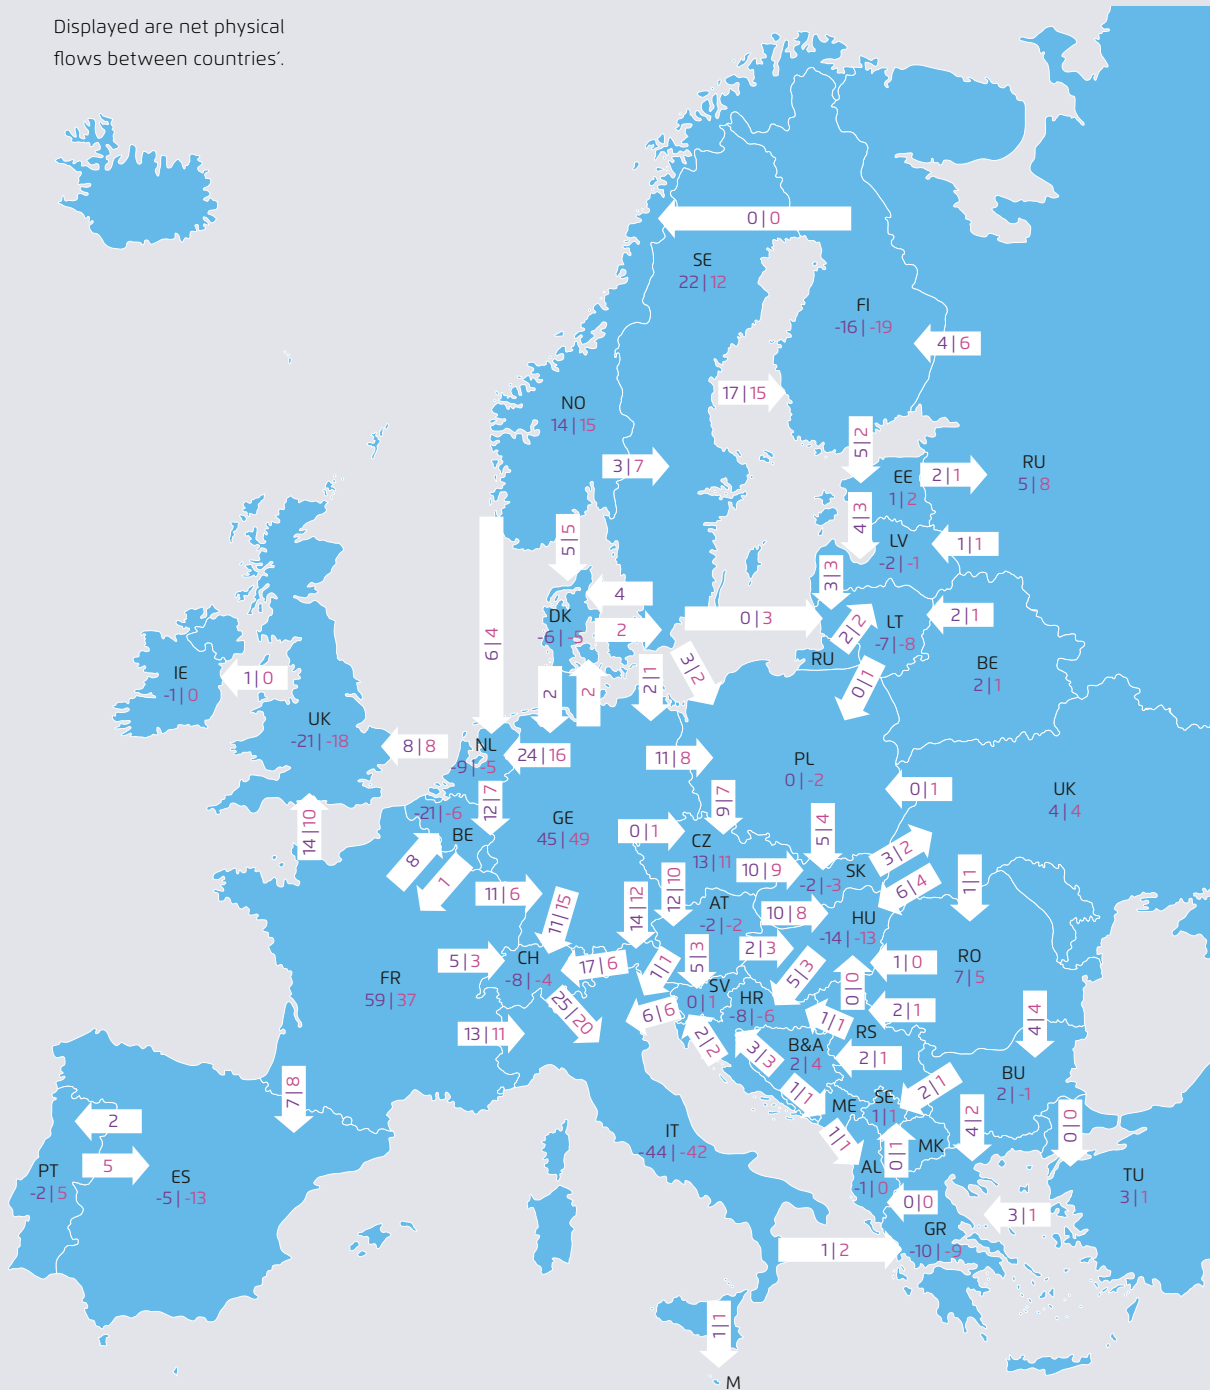 Displayed are net physical
flows between countries´.
0|0
SE
22|12
FI
-16|-19
4|6
17|15
NO
14|15
5|2
3|7
RU
5|8
EE
1|2
2|1
4|3
5|5
LV
-2|-1
1|1
3|3
4
DK
-6|-5
2
0|3
2|2
LT
-7|-8
2|1
6|4
RU
BE
2|1
IE
-1|0
1|0
2
2
2|1
3|2
0|1
UK
-21|-18
8|8
NL
-9|-5
24|16
11|8
PL
0|-2
0|1
UK
4|4
12|7
9|7
-21|-6
BE
GE
45|49
0|1
CZ
13|11
5|4
14|10
8
1
10|9
-2|-3
SK
3|2
6|4
1|1
11|6
11|15
14|12
12|10
AT
-2|-2
10|8
HU
-14|-13
5|3
CH
-8|-4
17|6
1|1
5|3
2|3
5|3
1|0
RO
7|5
FR
59|37
25|20
SV
0|1
HR
-8|-6
0|0
2|1
6|6
13|11
2|2
3|3
1|1
RS
B&A
2|4
2|1
4|4
7|8
1|1
ME
SE
1|1
2|1
BU
2|-1
2
5
PT
-2|5
ES
-5|-13
IT
-44|-42
1|1
0|1
MK
4|2
0|0
AL
-1|0
TU
3|1
0|0
3|1
GR
-10|-9
1|2
1|1
M